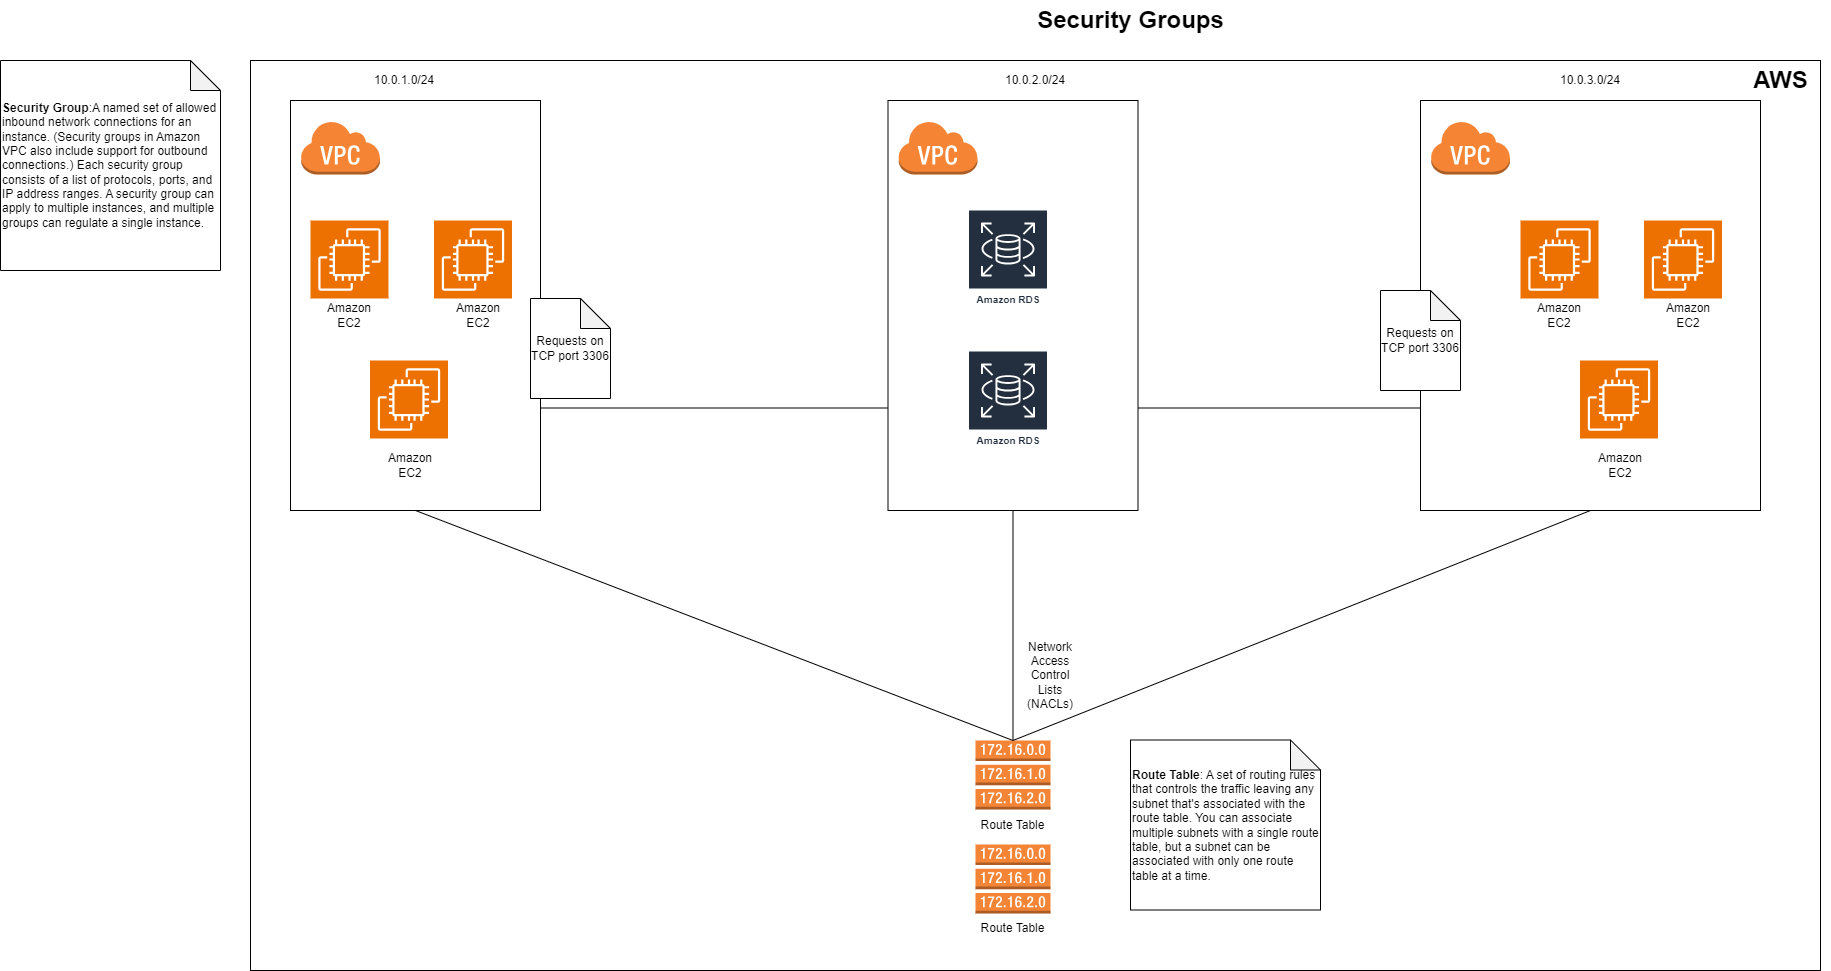 Security Groups
AWS
Security Group:A named set of allowed
inbound network connections for an
instance. (Security groups in Amazon
VPC also include support for outbound
connections.) Each security group
consists of a list of protocols, ports, and
IP address ranges. A security group can
apply to multiple instances, and multiple
groups can regulate a single instance.
10.0.1.0/24
VPC
Amazon
EC2
Amazon
EC2
Amazon
EC2
Requests on
TCP port 3306
10.0.2.0/24
VPC
Amazon RDS
Amazon RDS
10.0.3.0/24
VPC
Requests on
TCP port 3306
Amazon
EC2
Amazon
EC2
Amazon
EC2
Network
Access
Control
Lists
(NACLs)
172.16.0.0
172.16.1.0
172.16.2.0
Route Table
172.16.0.0
172.16.1.0
172.16.2.0
Route Table
Route Table: A set of routing rules
that controls the traffic leaving any
subnet that's associated with the
route table. You can associate
multiple subnets with a single route
table, but a subnet can be
associated with only one route
table at a time.